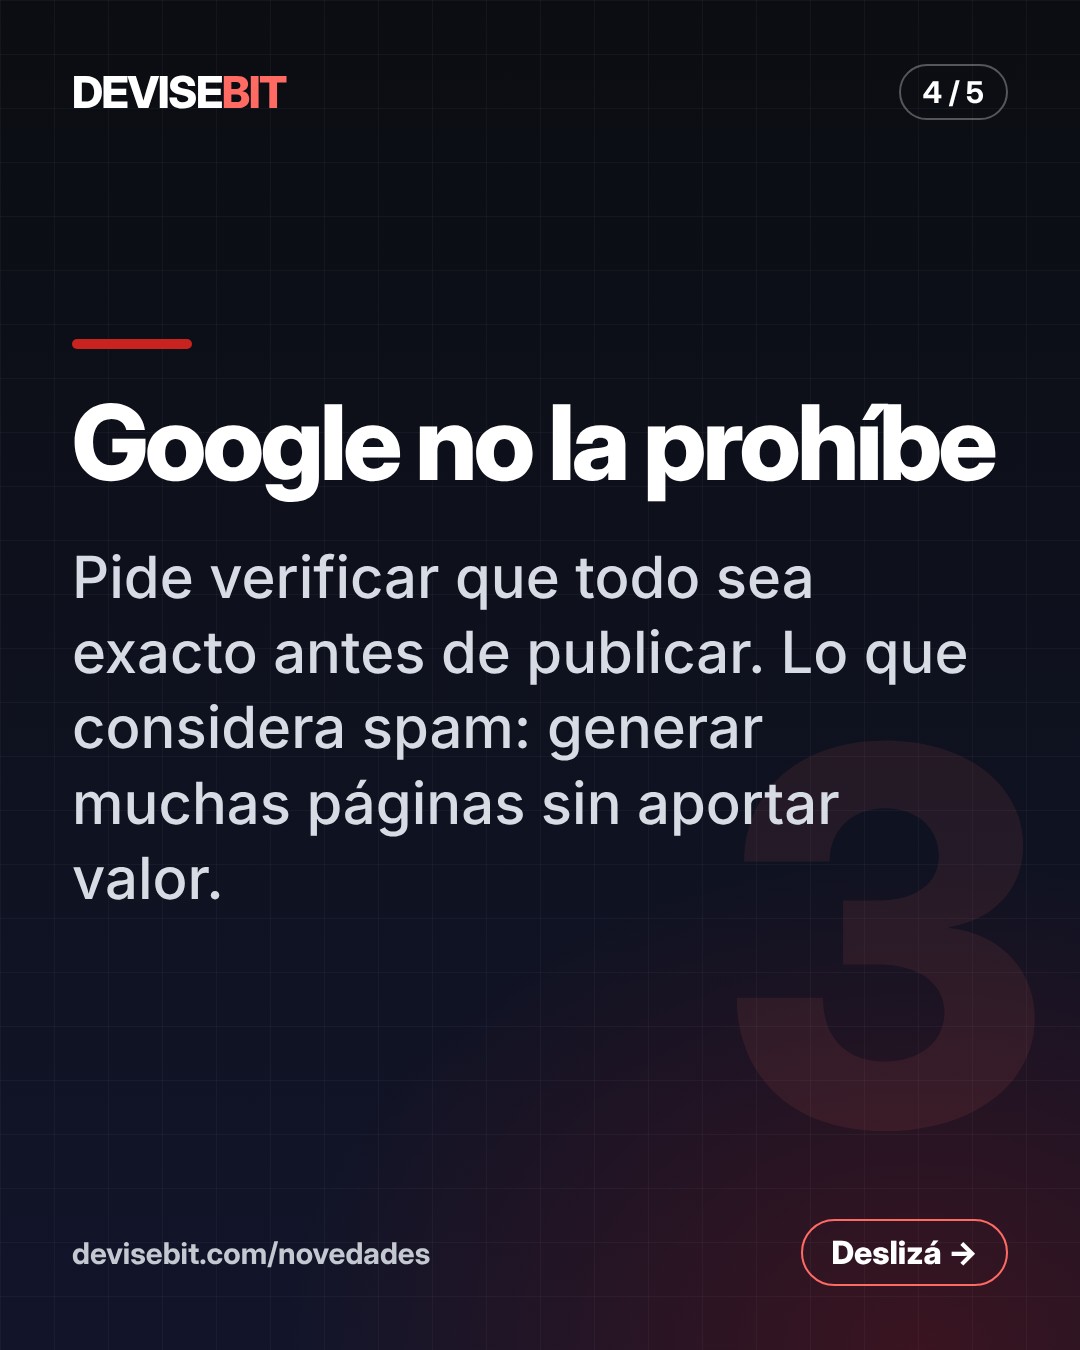 DEVISEBIT
4 / 5
Google no la prohíbe
Pide verificar que todo sea
exacto antes de publicar. Lo que
considera spam: generar
muchas páginas sin aportar
valor.
3
devisebit.com/novedades
Deslizá →